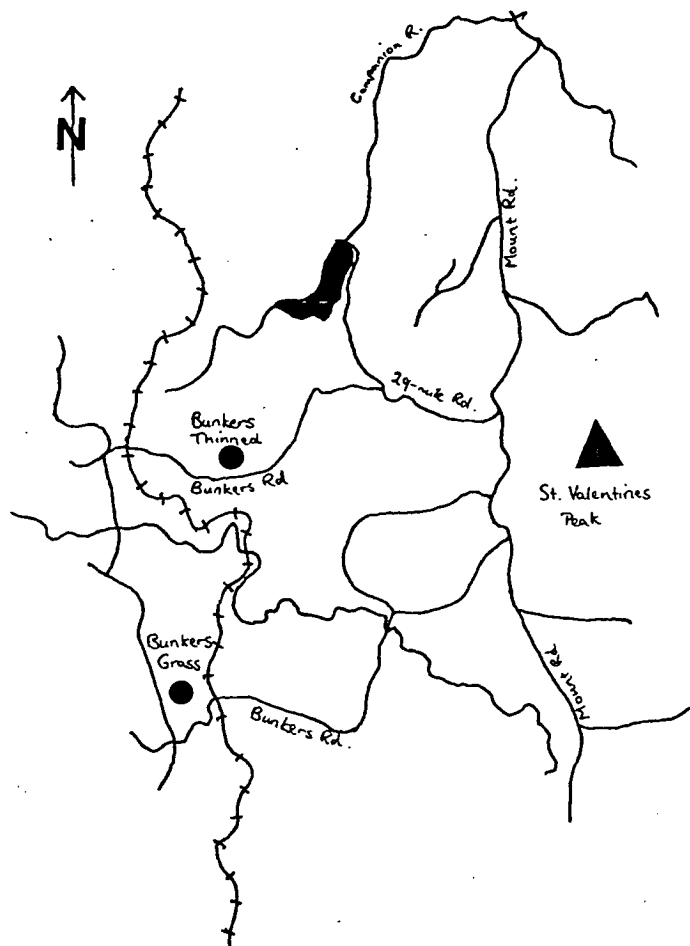 Companion R.
N
Mount Rd.
29-mile Rd.
Bunkers
Thinned
Bunkers Rd
St. Valentines
Peak
Bunkers
Grass
Mount Rd
Bunkers Rd.